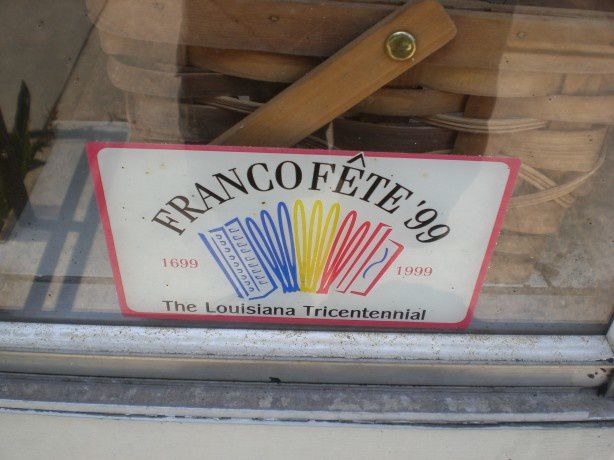 FRANCOFÊTE '99
1699
1999
The Louisiana Tricentennial